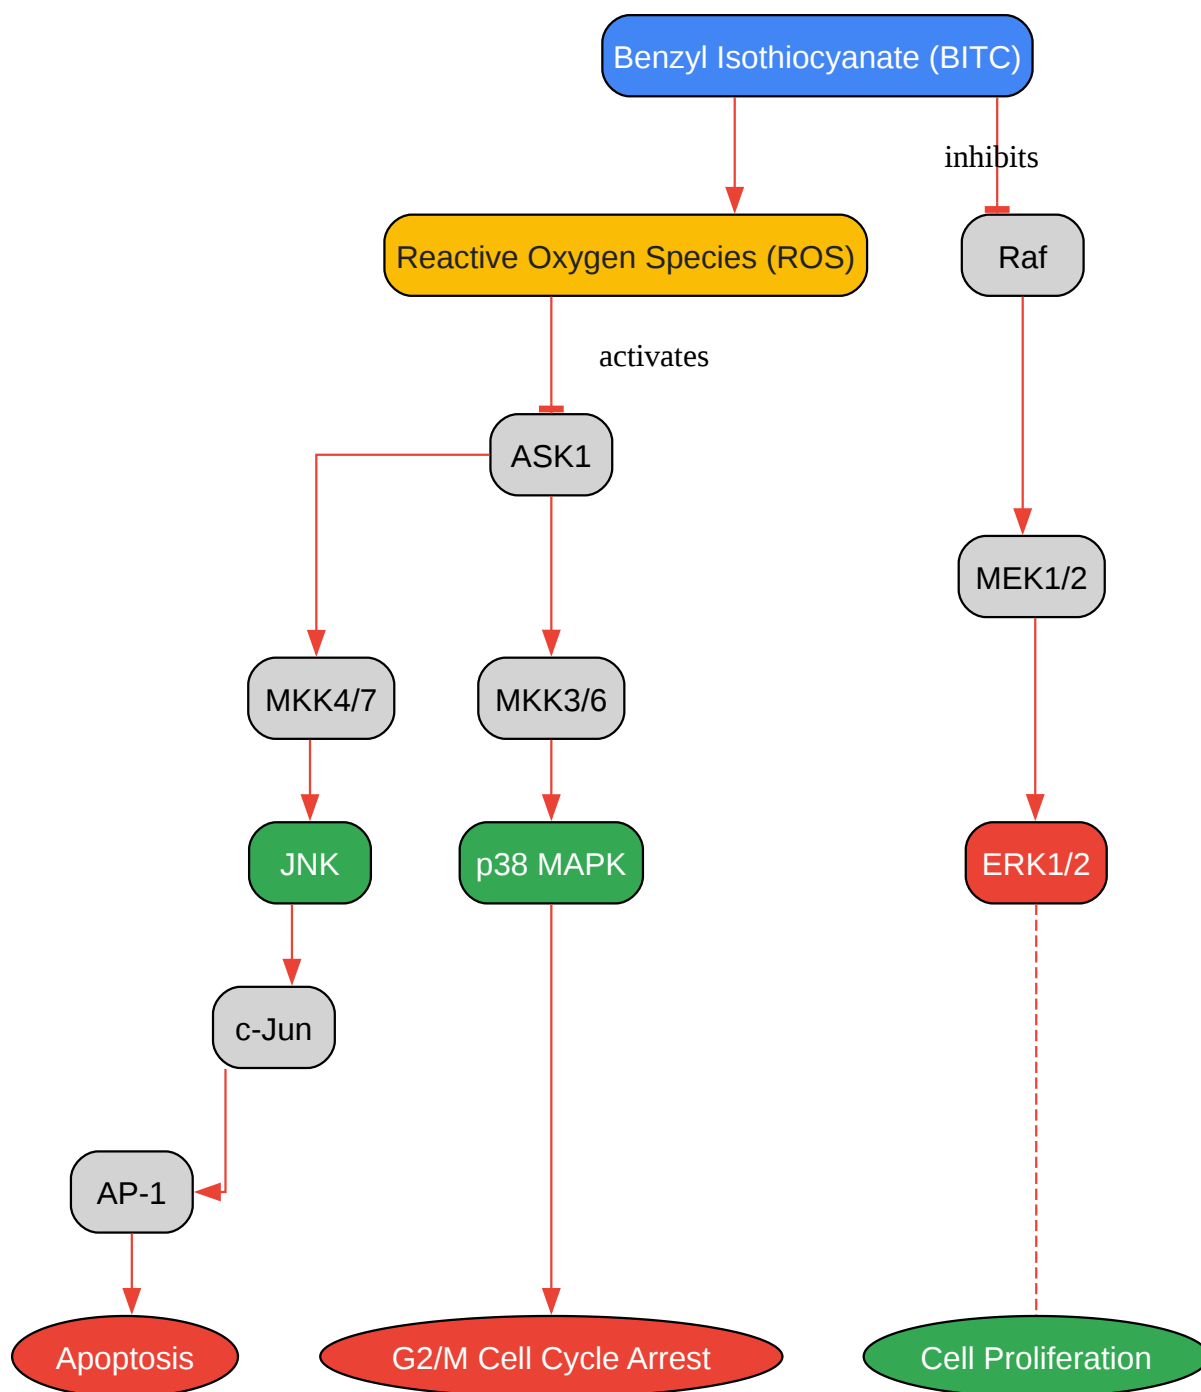 Benzyl Isothiocyanate (BITC)
inhibits
Reactive Oxygen Species (ROS)
Raf
activates
ASK1
MEK1/2
MKK4/7
MKK3/6
JNK
p38 MAPK
ERK1/2
c-Jun
AP-1
Apoptosis
G2/M Cell Cycle Arrest
Cell Proliferation